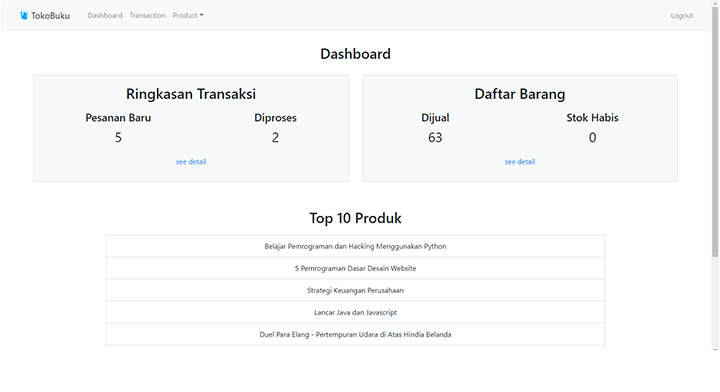 TokoBuku Dashboard Transaction Product Logout
Dashboard
Ringkasan Transaksi
Pesanan Baru Diproses
5 2
see detail
Daftar Barang
Dijual Stok Habis
63 0
see detail
Top 10 Produk
Belajar Pemrograman dan Hacking Menggunakan Python
5 Pemrograman Dasar Desain Website
Strategi Keuangan Perusahaan
Lancar Java dan Javascript
Duel Para Elang - Pertempuran Udara di Atas Hindia Belanda